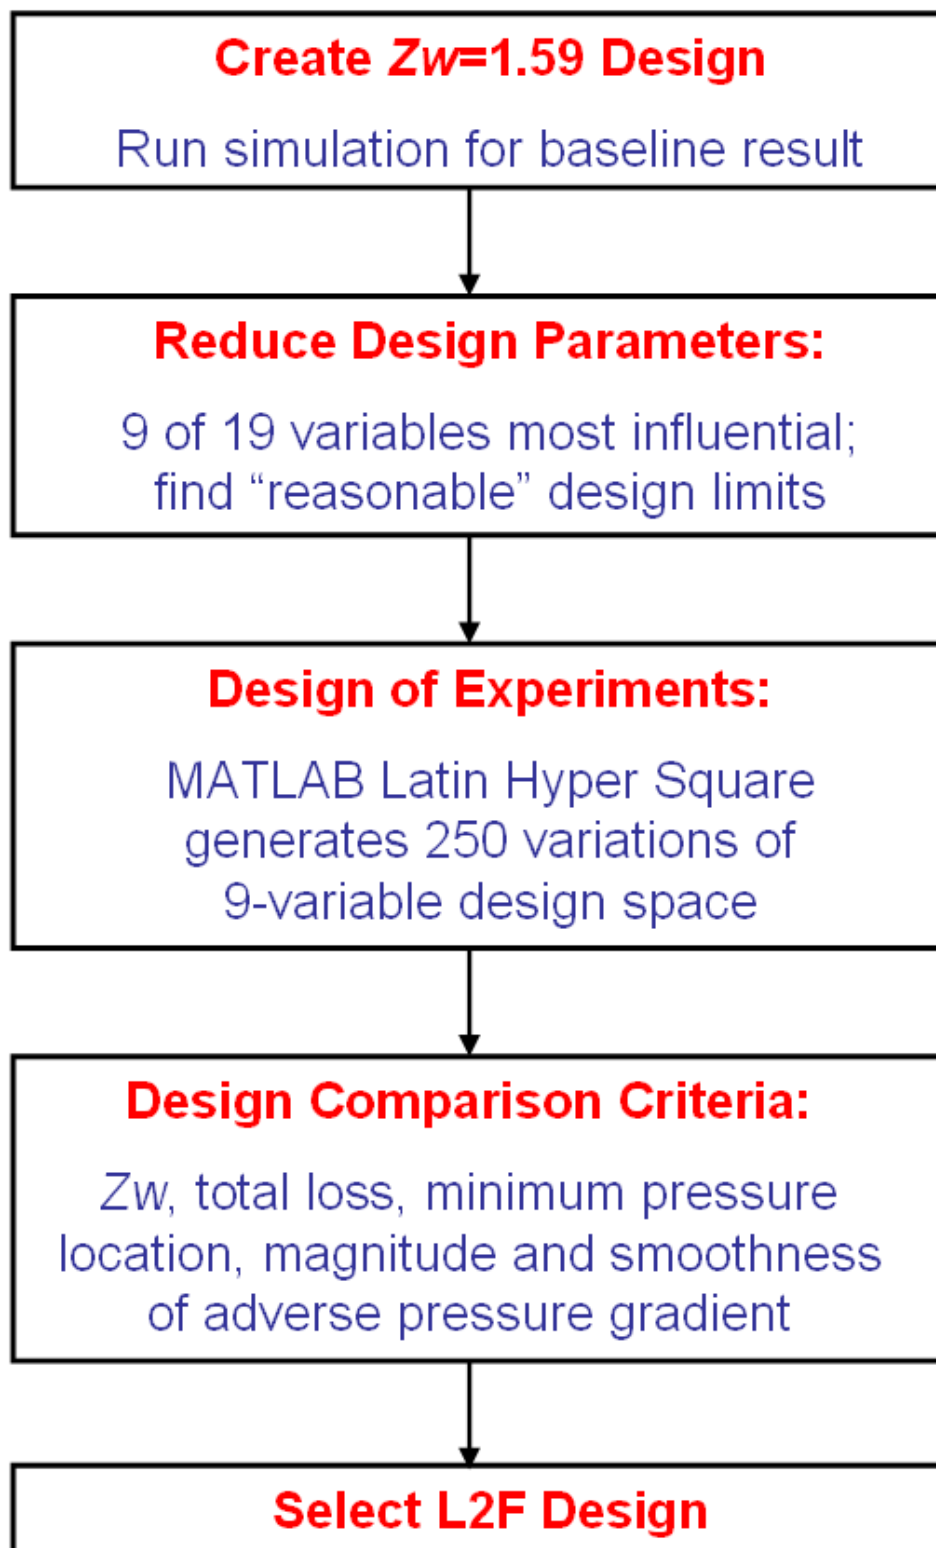 Create Zw=1.59 Design
Run simulation for baseline result
Reduce Design Parameters:
9 of 19 variables most influential;
find “reasonable” design limits
Design of Experiments:
MATLAB Latin Hyper Square
generates 250 variations of
9-variable design space
Design Comparison Criteria:
Zw, total loss, minimum pressure
location, magnitude and smoothness
of adverse pressure gradient
Select L2F Design